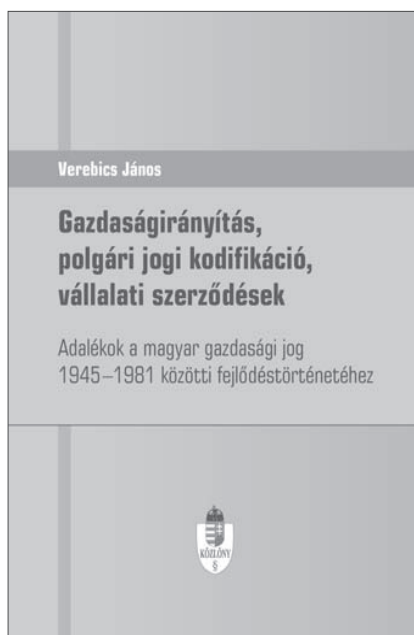 Verebics János
Gazdaságirányítás,
polgári jogi kodifikáció,
vállalati szerződések
Adalékok a magyar gazdasági jog
1945–1981 közötti fejlődéstörténetéhez
KÖZLÖNY
§